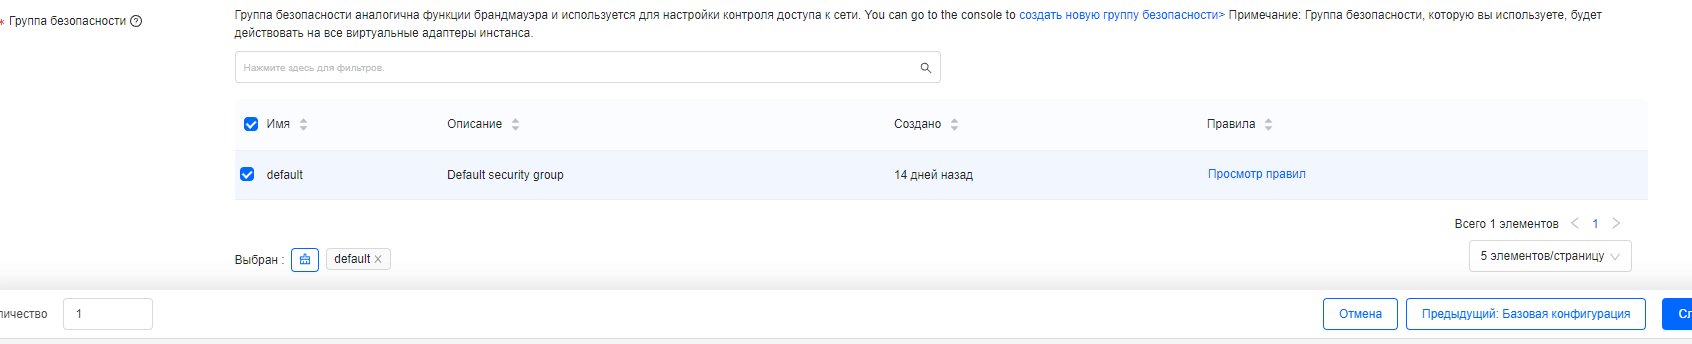 * Группа безопасности
Группа безопасности аналогична функции брандмауэра и используется для настройки контроля доступа к сети. You can go to the console to создать новую группу безопасности> Примечание: Группа безопасности, которую вы используете, будет
действовать на все виртуальные адаптеры инстанса.
Нажмите здесь для фильтров.
Имя Описание Создано Правила
default Default security group 14 дней назад Просмотр правил
Всего 1 элементов < 1 >
5 элементов/страницу
Выбран : default
личество 1 Отмена Предыдущий: Базовая конфигурация Сл